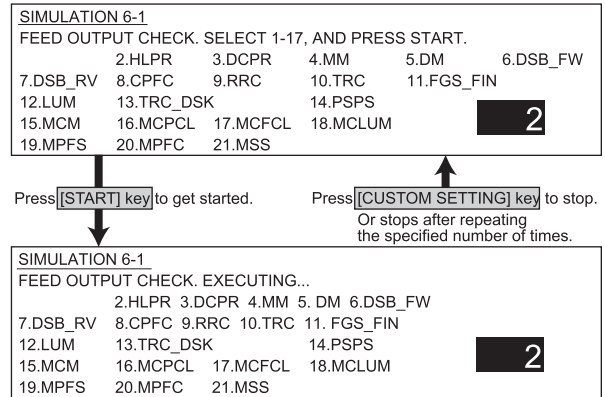 SIMULATION 6-1
FEED OUTPUT CHECK. SELECT 1-17, AND PRESS START.
2.HLPR 3.DCPR 4.MM 5.DM 6.DSB_FW
7.DSB_RV 8.CPFC 9.RRC 10.TRC 11.FGS_FIN
12.LUM 13.TRC_DSK 14.PSPS
15.MCM 16.MCPCL 17.MCFCL 18.MCLUM
19.MPFS 20.MPFC 21.MSS
2
Press [START] key to get started.
Press [CUSTOM SETTING] key to stop.
Or stops after repeating
the specified number of times.
SIMULATION 6-1
FEED OUTPUT CHECK. EXECUTING...
2.HLPR 3.DCPR 4.MM 5. DM 6.DSB_FW
7.DSB_RV 8.CPFC 9.RRC 10.TRC 11. FGS_FIN
12.LUM 13.TRC_DSK 14.PSPS
15.MCM 16.MCPCL 17.MCFCL 18.MCLUM
19.MPFS 20.MPFC 21.MSS
2